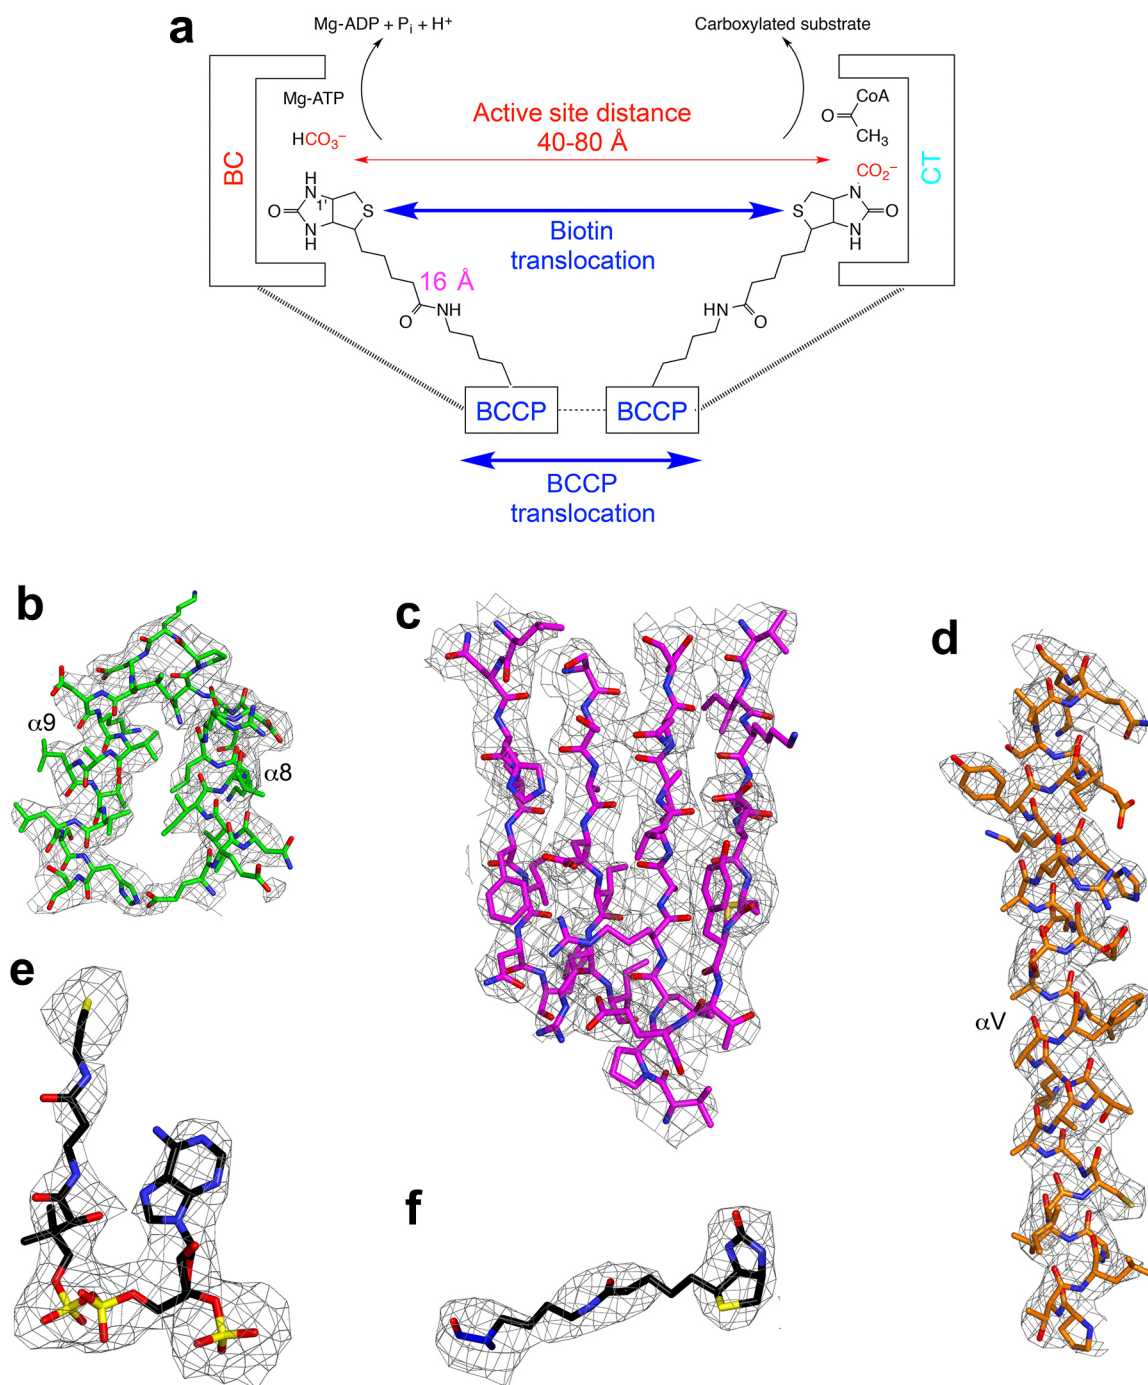 a
Mg-ADP + Pi + H⁺
Carboxylated substrate
Mg-ATP
HCO₃⁻
BC
Active site distance
40-80 Å
CoA
O
CH₃
CO₂⁻
CT
H
N
1'
O
S
N
H
Biotin
translocation
S
N
O
NH
16 Å
O
NH
HN
O
BCCP
BCCP
BCCP
translocation
b
α9
α8
c
d
αV
e
f